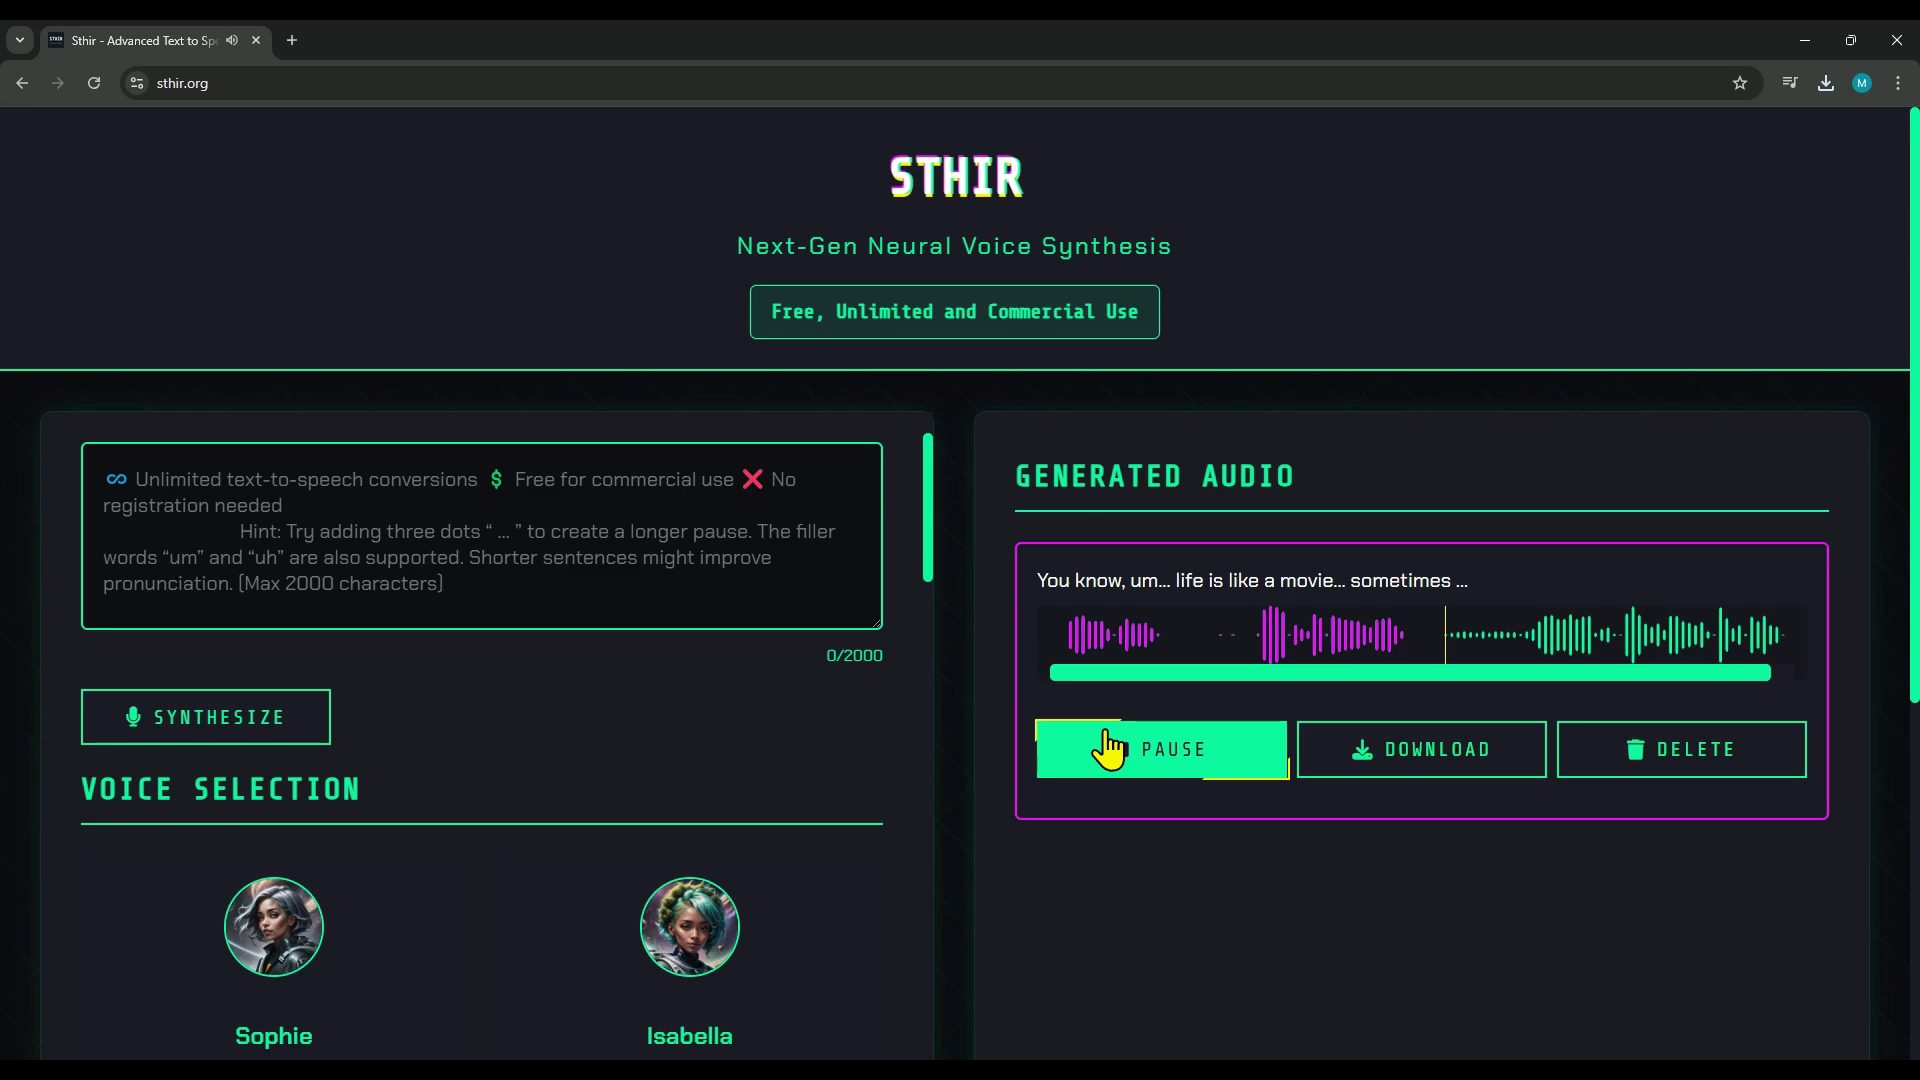 Sthir - Advanced Text to Spe
sthir.org
M
STHIR
Next-Gen Neural Voice Synthesis
Free, Unlimited and Commercial Use
∞ Unlimited text-to-speech conversions $ Free for commercial use ❌ No
registration needed
Hint: Try adding three dots “ ... ” to create a longer pause. The filler
words “um” and “uh” are also supported. Shorter sentences might improve
pronunciation. (Max 2000 characters)
0/2000
SYNTHESIZE
VOICE SELECTION
Sophie
Isabella
GENERATED AUDIO
You know, um... life is like a movie... sometimes ...
PAUSE
DOWNLOAD
DELETE